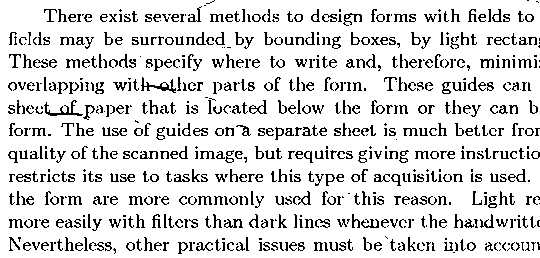 There exist several methods to design forms with fields to
fields may be surrounded by bounding boxes, by light rectan
These methods specify where to write and, therefore, minimi
overlapping with other parts of the form. These guides can
sheet of paper that is located below the form or they can b
form. The use of guides on a separate sheet is much better from
quality of the scanned image, but requires giving more instructio
restricts its use to tasks where this type of acquisition is used.
the form are more commonly used for this reason. Light re
more easily with filters than dark lines whenever the handwritte
Nevertheless, other practical issues must be taken into accoun